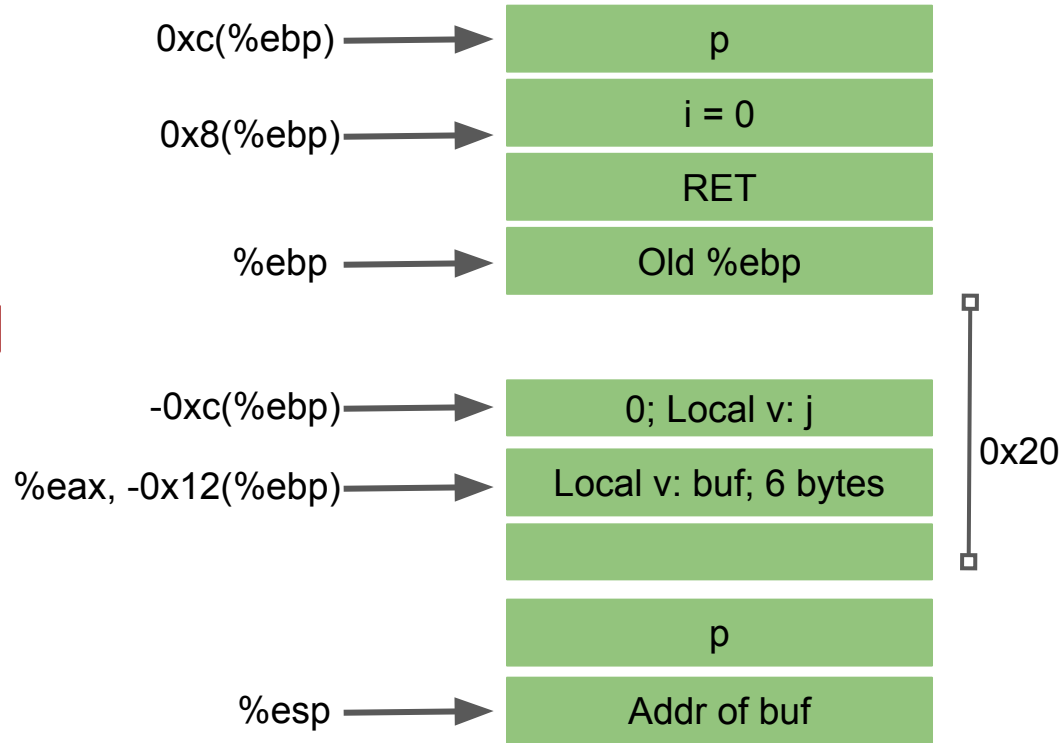 0xc(%ebp)
p
i = 0
0x8(%ebp)
RET
%ebp
Old %ebp
-0xc(%ebp)
0; Local v: j
0x20
%eax, -0x12(%ebp)
Local v: buf; 6 bytes
p
%esp
Addr of buf